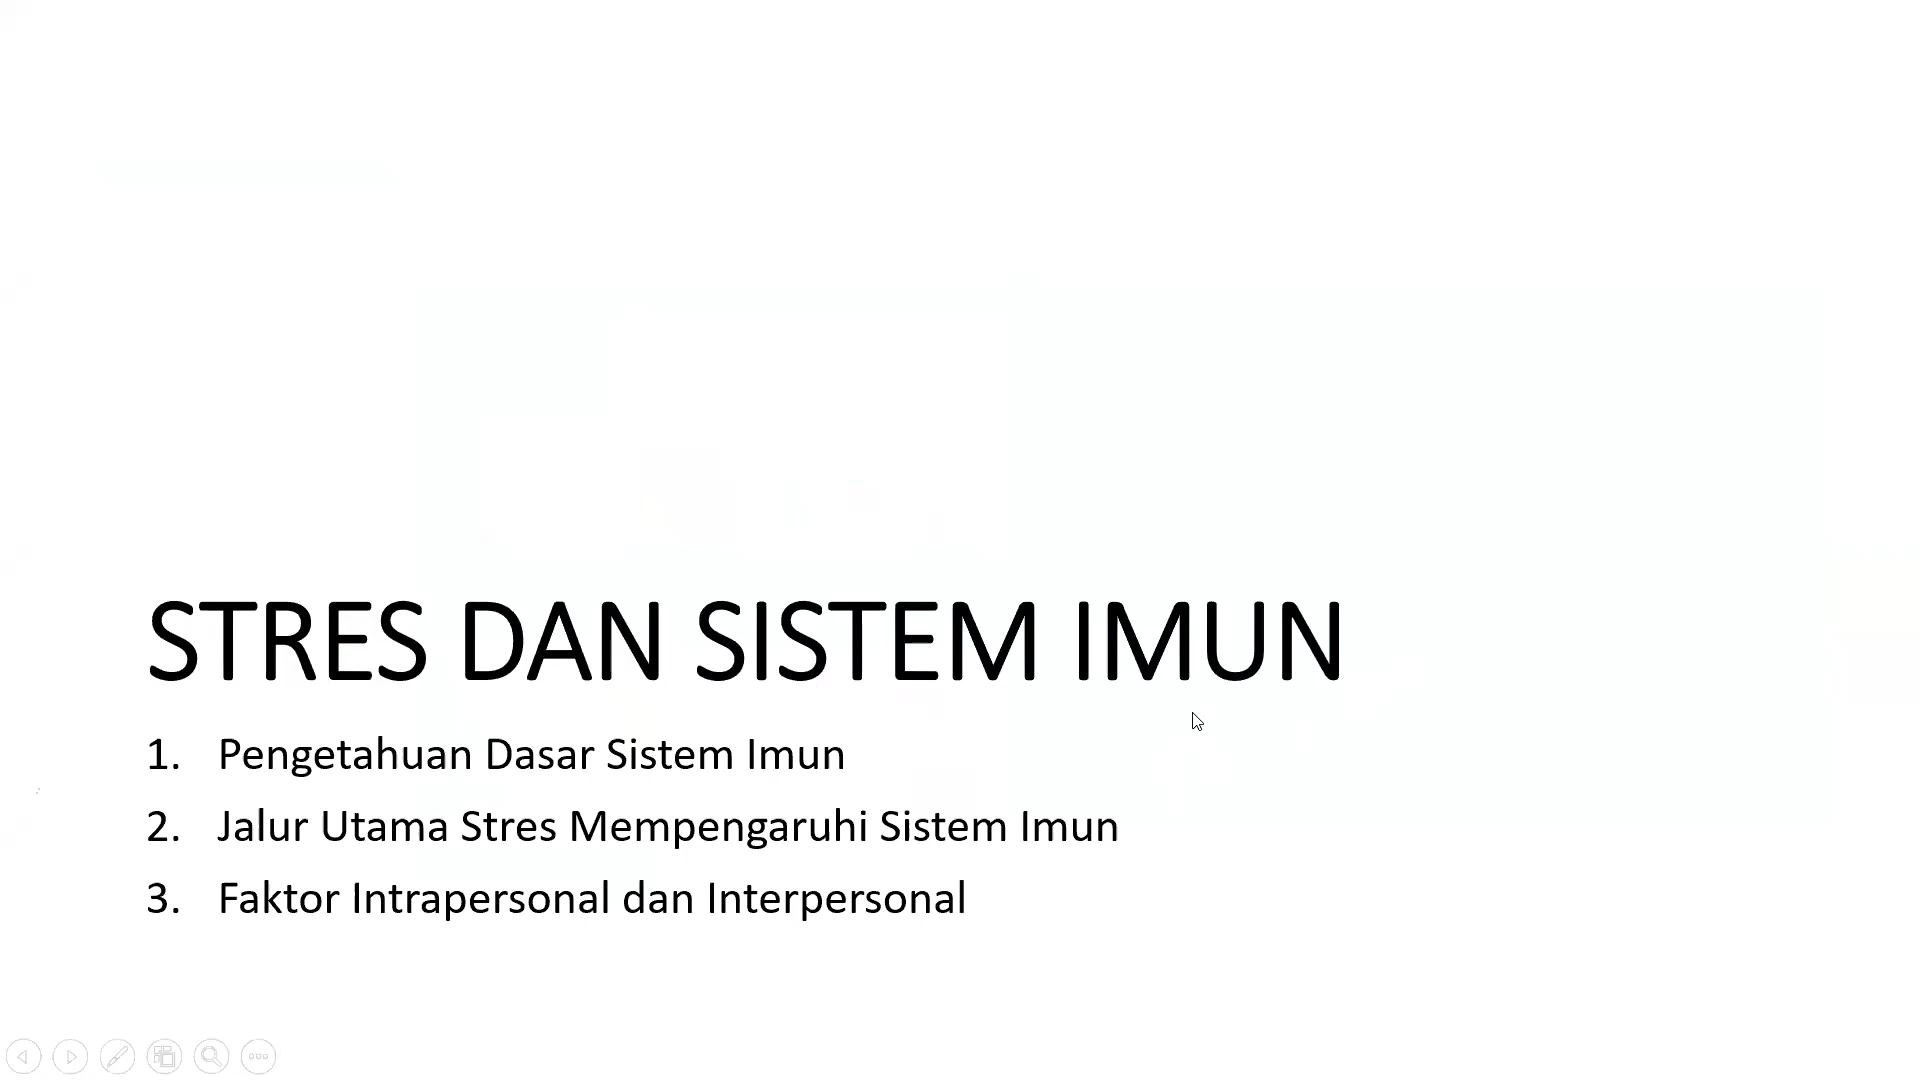 STRES DAN SISTEM IMUN
1. Pengetahuan Dasar Sistem Imun
2. Jalur Utama Stres Mempengaruhi Sistem Imun
3. Faktor Intrapersonal dan Interpersonal